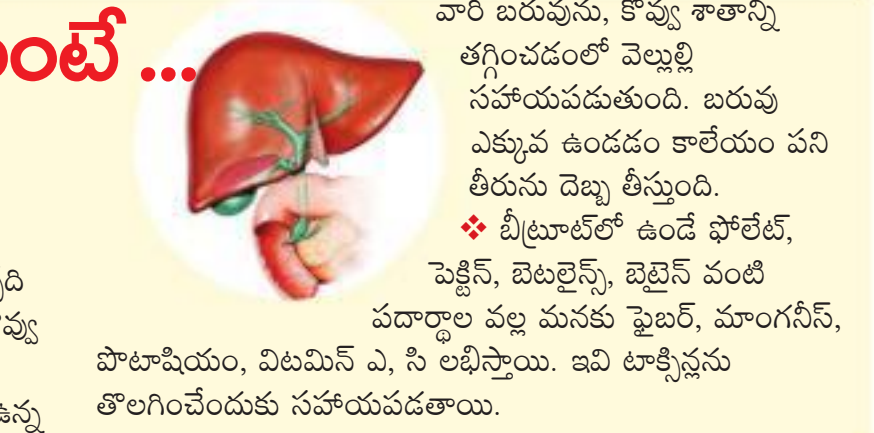 వారి బరువును, కొవ్వు శాతాన్ని
తగ్గించడంలో వెల్లుల్లి
సహాయపడుతుంది. బరువు
ఎక్కువ ఉండడం కాలేయం పని
తీరును దెబ్బ తీస్తుంది.
❖ బీట్రూట్‌లో ఉండే ఫోలేట్,
పెక్టిన్, బెటలైన్స్, బెటైన్ వంటి
పదార్థాల వల్ల మనకు ఫైబర్, మాంగనీస్,
పొటాషియం, విటమిన్ ఎ, సి లభిస్తాయి. ఇవి టాక్సిన్లను
తొలగించేందుకు సహాయపడతాయి.